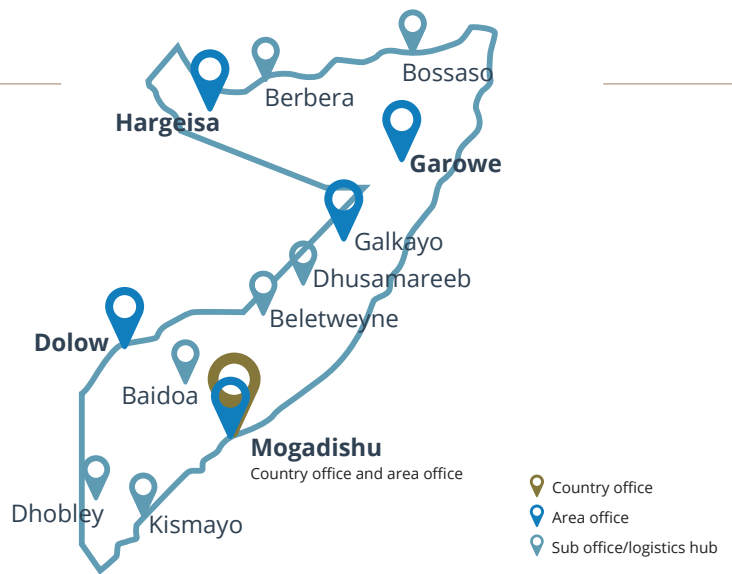 Bossaso
Berbera
Hargeisa
Garowe
Galkayo
Dhusamareeb
Beletweyne
Dolow
Baidoa
Mogadishu
Country office and area office
Dhobley
Kismayo
Country office
Area office
Sub office/logistics hub